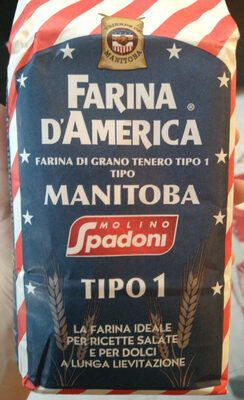 MANITOBA
FARINA ®
D'AMERICA
FARINA DI GRANO TENERO TIPO 1
TIPO
MANITOBA
MOLINO
Spadoni
TIPO 1
LA FARINA IDEALE
PER RICETTE SALATE
E PER DOLCI
A LUNGA LIEVITAZIONE